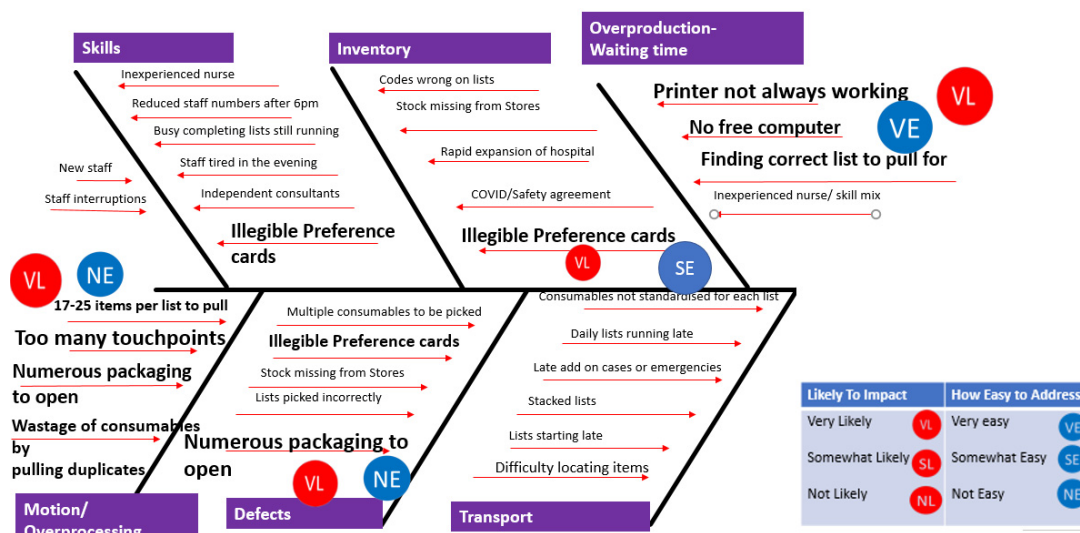 Skills
Inexperienced nurse
Reduced staff numbers after 6pm
Busy completing lists still running
New staff
Staff tired in the evening
Staff interruptions
Independent consultants
Illegible Preference
cards
Inventory
Codes wrong on lists
Stock missing from Stores
Rapid expansion of hospital
COVID/Safety agreement
Illegible Preference cards
VL
SE
Overproduction-
Waiting time
Printer not always working
VL
No free computer
VE
Finding correct list to pull for
Inexperienced nurse/ skill mix
VL
NE
17-25 items per list to pull
Too many touchpoints
Numerous packaging
to open
Wastage of consumables
by
pulling duplicates
Motion/
Overprocessing
Multiple consumables to be picked
Illegible Preference cards
Stock missing from Stores
Lists picked incorrectly
Numerous packaging to
open
VL
NE
Defects
Consumables not standardised for each list
Daily lists running late
Late add on cases or emergencies
Stacked lists
Lists starting late
Difficulty locating items
Transport
Likely To Impact How Easy to Address
Very Likely VL Very easy VE
Somewhat Likely SL Somewhat Easy SE
Not Likely NL Not Easy NE